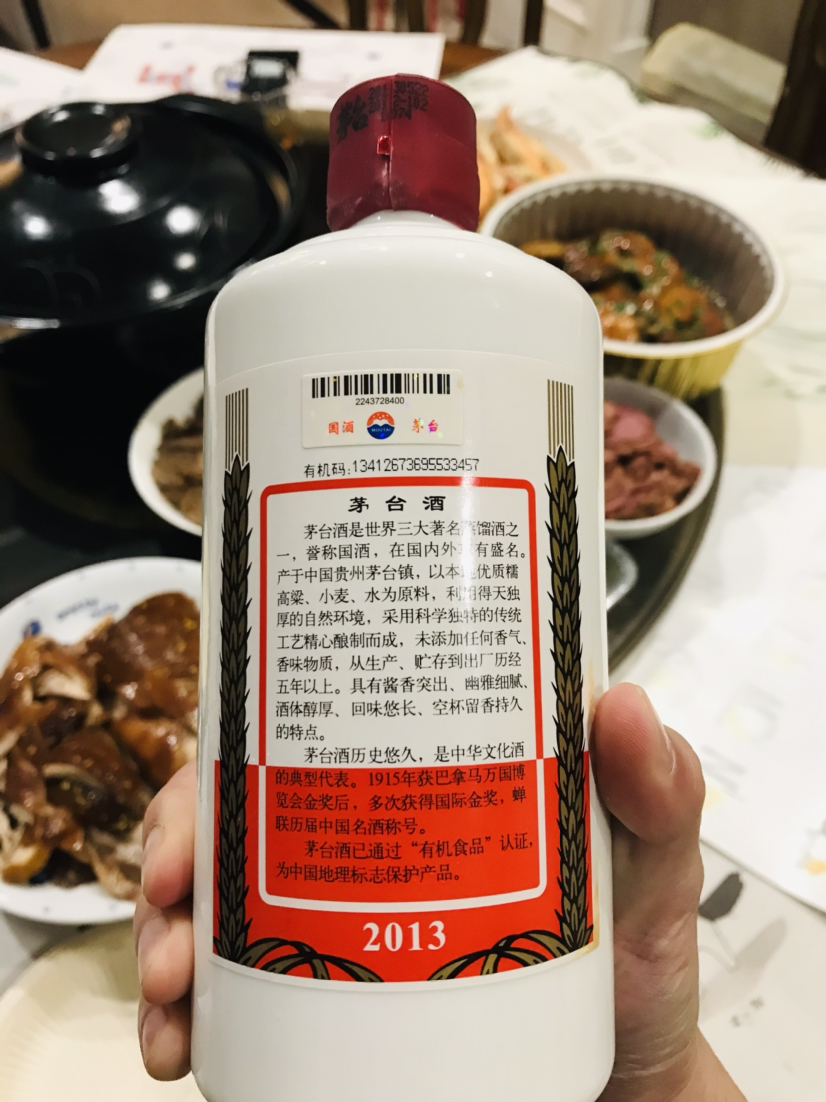 茅台
2243728400
国酒
MOUTAI
茅台
有机码:13412673695533457
茅台酒
茅台酒是世界三大著名蒸馏酒之
一，誉称国酒，在国内外享有盛名。
产于中国贵州茅台镇，以本地优质糯
高粱、小麦、水为原料，利用得天独
厚的自然环境，采用科学独特的传统
工艺精心酿制而成，未添加任何香气、
香味物质，从生产、贮存到出厂历经
五年以上。具有酱香突出、幽雅细腻、
酒体醇厚、回味悠长、空杯留香持久
的特点。
茅台酒历史悠久，是中华文化酒
的典型代表。1915年获巴拿马万国博
览会金奖后，多次获得国际金奖，蝉
联历届中国名酒称号。
茅台酒已通过“有机食品”认证，
为中国地理标志保护产品。
2013